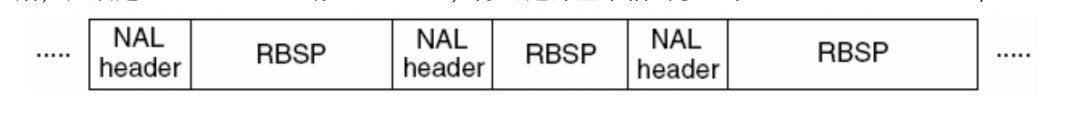 ..... NAL header RBSP NAL header RBSP NAL header RBSP .....